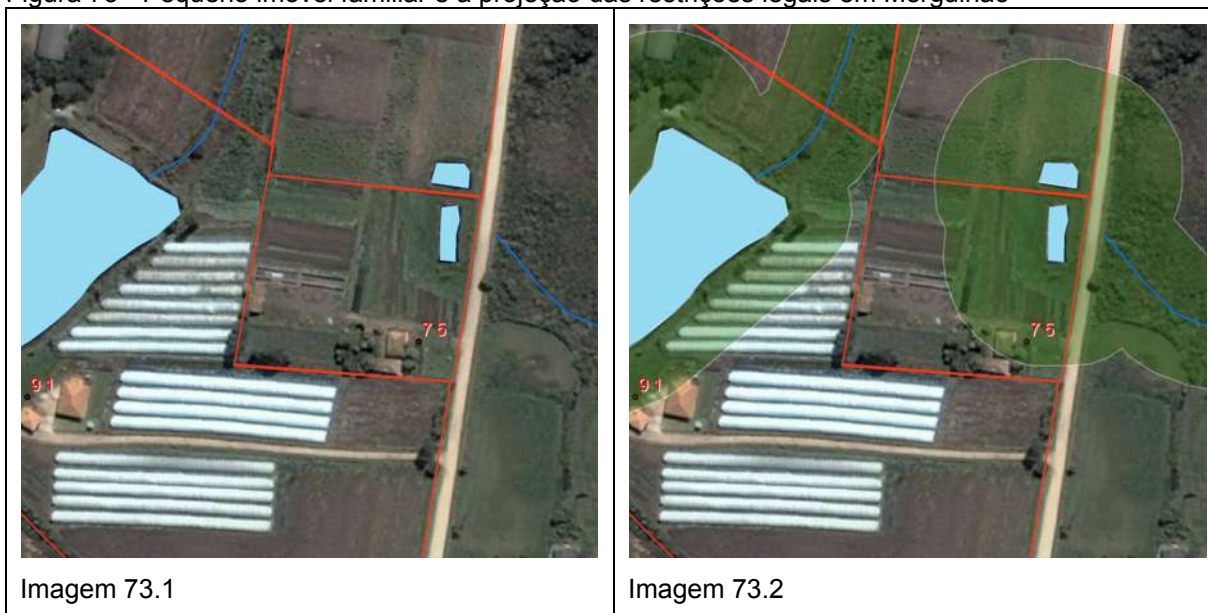 Figura 73 - Pequeno imóvel familiar e a projeção das restrições legais em Mergulhão
75
91
75
91
Imagem 73.1
Imagem 73.2